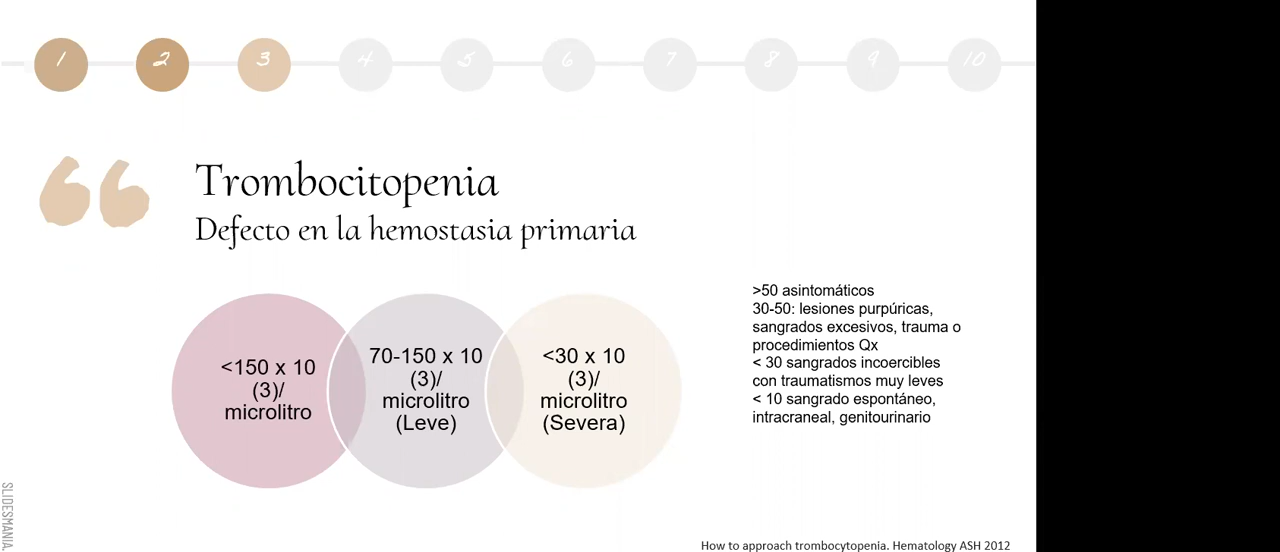 1 2 3 4 5 6 7 8 9 10
Trombocitopenia
Defecto en la hemostasia primaria
<150 x 10
(3)/
microlitro
70-150 x 10
(3)/
microlitro
(Leve)
<30 x 10
(3)/
microlitro
(Severa)
>50 asintomáticos
30-50: lesiones purpúricas,
sangrados excesivos, trauma o
procedimientos Qx
< 30 sangrados incoercibles
con traumatismos muy leves
< 10 sangrado espontáneo,
intracraneal, genitourinario
SLIDESMANIA.
How to approach trombocytopenia. Hematology ASH 2012